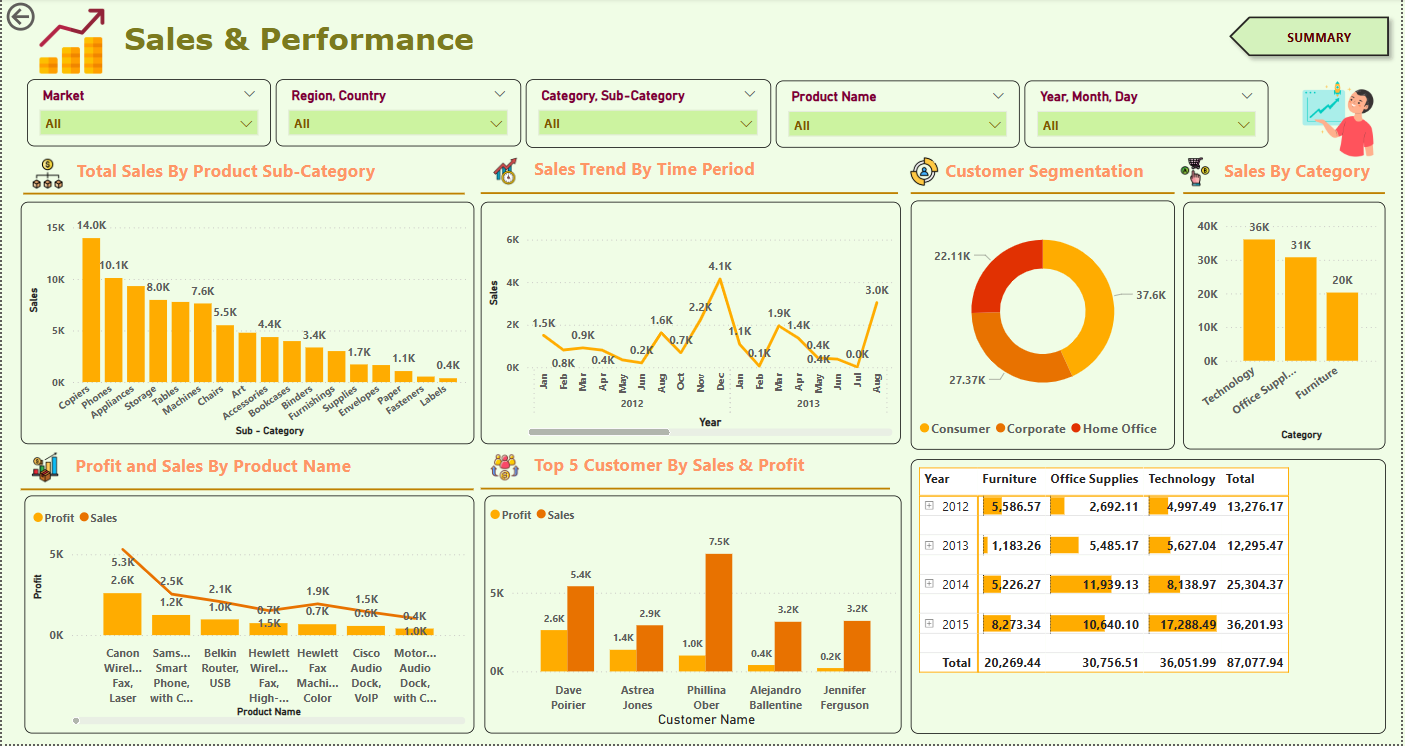 Sales & Performance
SUMMARY
Market
All
Region, Country
All
Category, Sub-Category
All
Product Name
All
Year, Month, Day
All
Total Sales By Product Sub-Category
Sales
15K
10K
5K
0K
14.0K
10.1K
8.0K
7.6K
5.5K
4.4K
3.4K
1.7K
1.1K
0.4K
Copiers
Phones
Appliances
Storage
Tables
Machines
Chairs
Art
Accessories
Bookcases
Binders
Furnishings
Supplies
Envelopes
Paper
Fasteners
Labels
Sub - Category
Sales Trend By Time Period
Sales
6K
4K
2K
0K
1.5K
0.8K
0.9K
0.4K
0.2K
1.6K
0.7K
2.2K
4.1K
1.1K
0.1K
1.9K
1.4K
0.4K
0.4K
0.0K
3.0K
Jan
Feb
Mar
Apr
May
Jun
Aug
Oct
Nov
Dec
Jan
Feb
Mar
Apr
May
Jun
Jul
Aug
2012
2013
Year
Customer Segmentation
22.11K
37.6K
27.37K
Consumer Corporate Home Office
Sales By Category
40K
30K
20K
10K
0K
36K
31K
20K
Technology
Office Suppl...
Furniture
Category
Profit and Sales By Product Name
Profit Sales
Profit
5K
0K
5.3K
2.6K
2.5K
1.2K
2.1K
1.0K
0.7K
1.5K
1.9K
0.7K
1.5K
0.6K
0.4K
1.0K
Canon
Wirel...
Fax,
Laser
Sams...
Smart
Phone,
with C...
Belkin
Router,
USB
Hewlett
Wirel...
Fax,
High-...
Hewlett
Fax
Machi...
Color
Cisco
Audio
Dock,
VoIP
Motor...
Audio
Dock,
with C...
Product Name
Top 5 Customer By Sales & Profit
Profit Sales
5K
0K
2.6K
5.4K
1.4K
2.9K
1.0K
7.5K
0.4K
3.2K
0.2K
3.2K
Dave
Poirier
Astrea
Jones
Phillina
Ober
Alejandro
Ballentine
Jennifer
Ferguson
Customer Name
Year Furniture Office Supplies Technology Total
2012 5,586.57 2,692.11 4,997.49 13,276.17
2013 1,183.26 5,485.17 5,627.04 12,295.47
2014 5,226.27 11,939.13 8,138.97 25,304.37
2015 8,273.34 10,640.10 17,288.49 36,201.93
Total 20,269.44 30,756.51 36,051.99 87,077.94